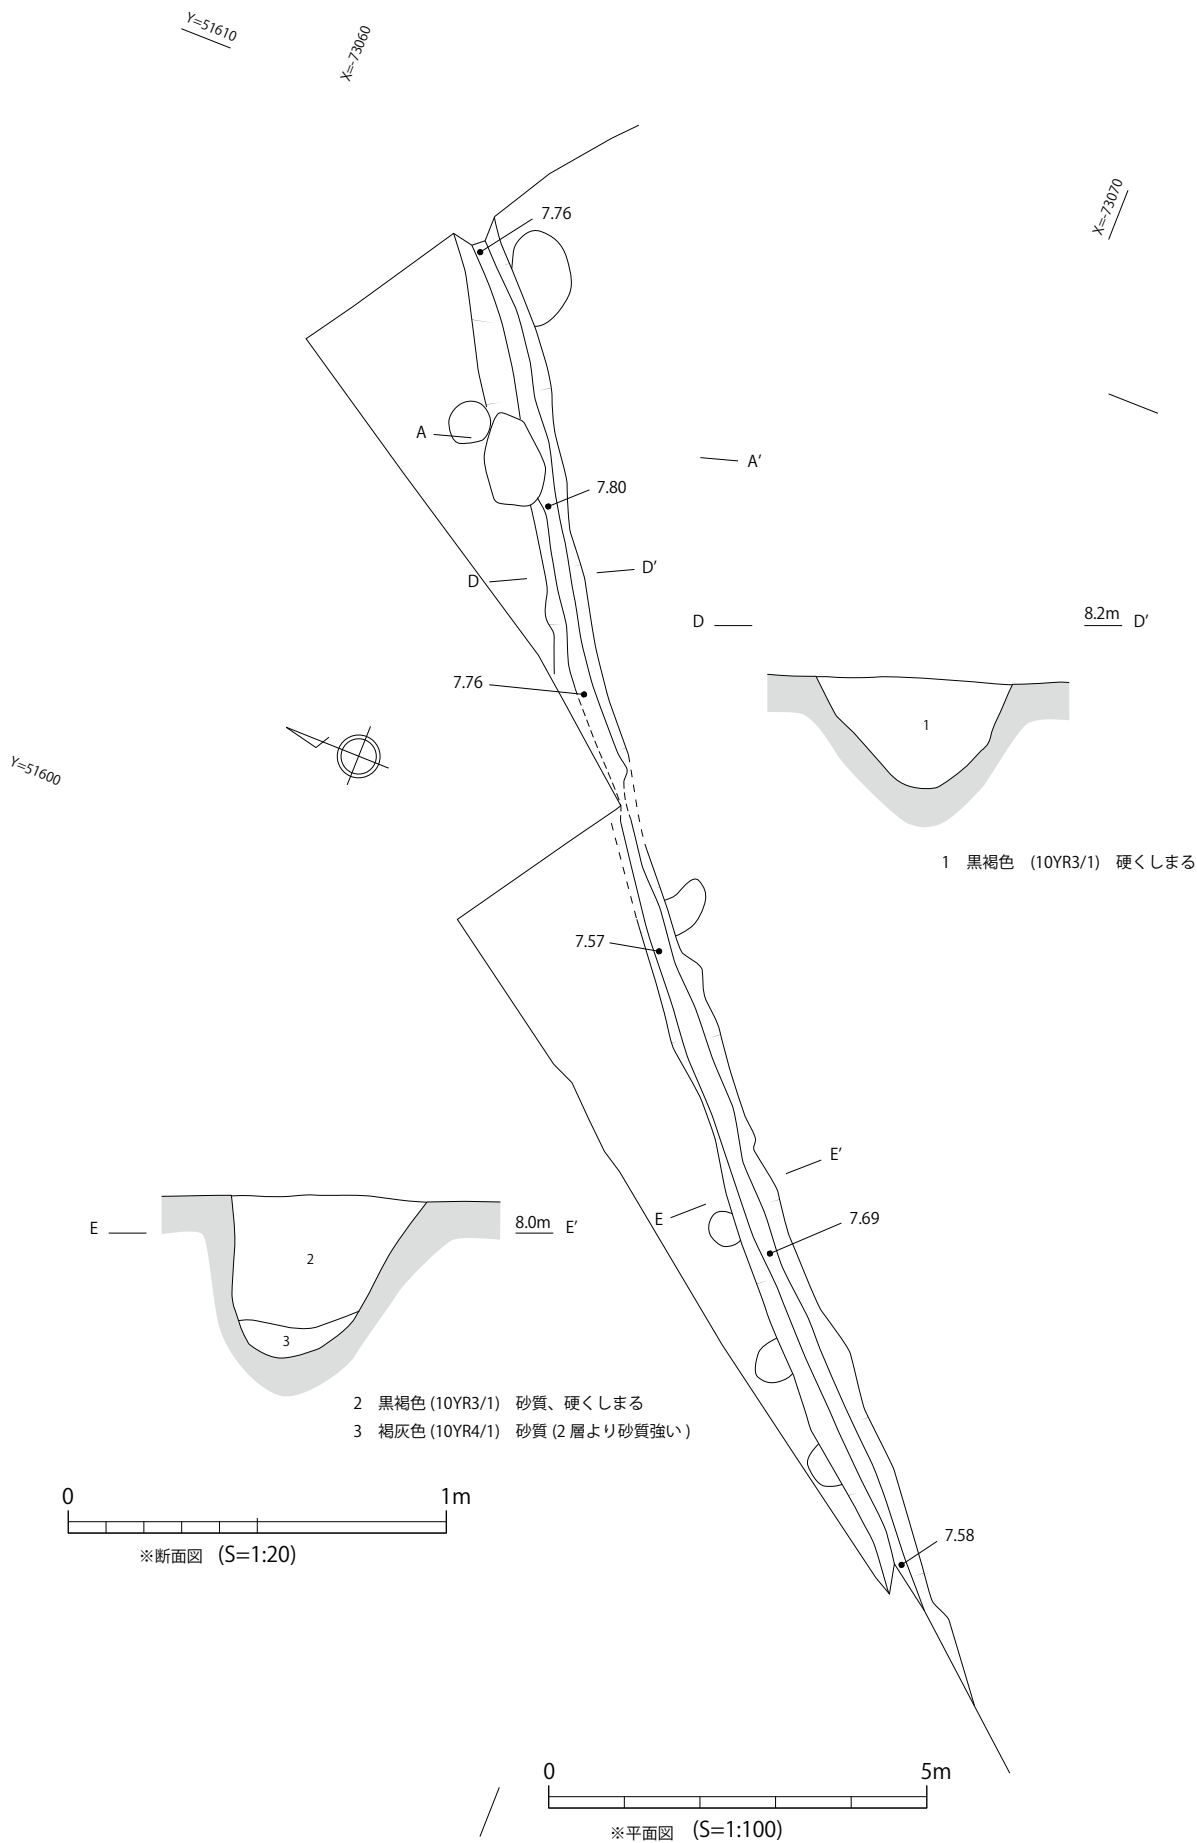 Y=51610
X=-73060
X=-73070
7.76
A
A’
7.80
D
D’
D
8.2m D’
1
7.76
Y=51600
1 黒褐色 (10YR3/1) 硬くしまる
7.57
E’
E
7.69
E
8.0m E’
2
3
2 黒褐色 (10YR3/1) 砂質、硬くしまる
3 褐灰色 (10YR4/1) 砂質 (2 層より砂質強い )
0 1m
※断面図 (S=1:20)
7.58
0 5m
※平面図 (S=1:100)